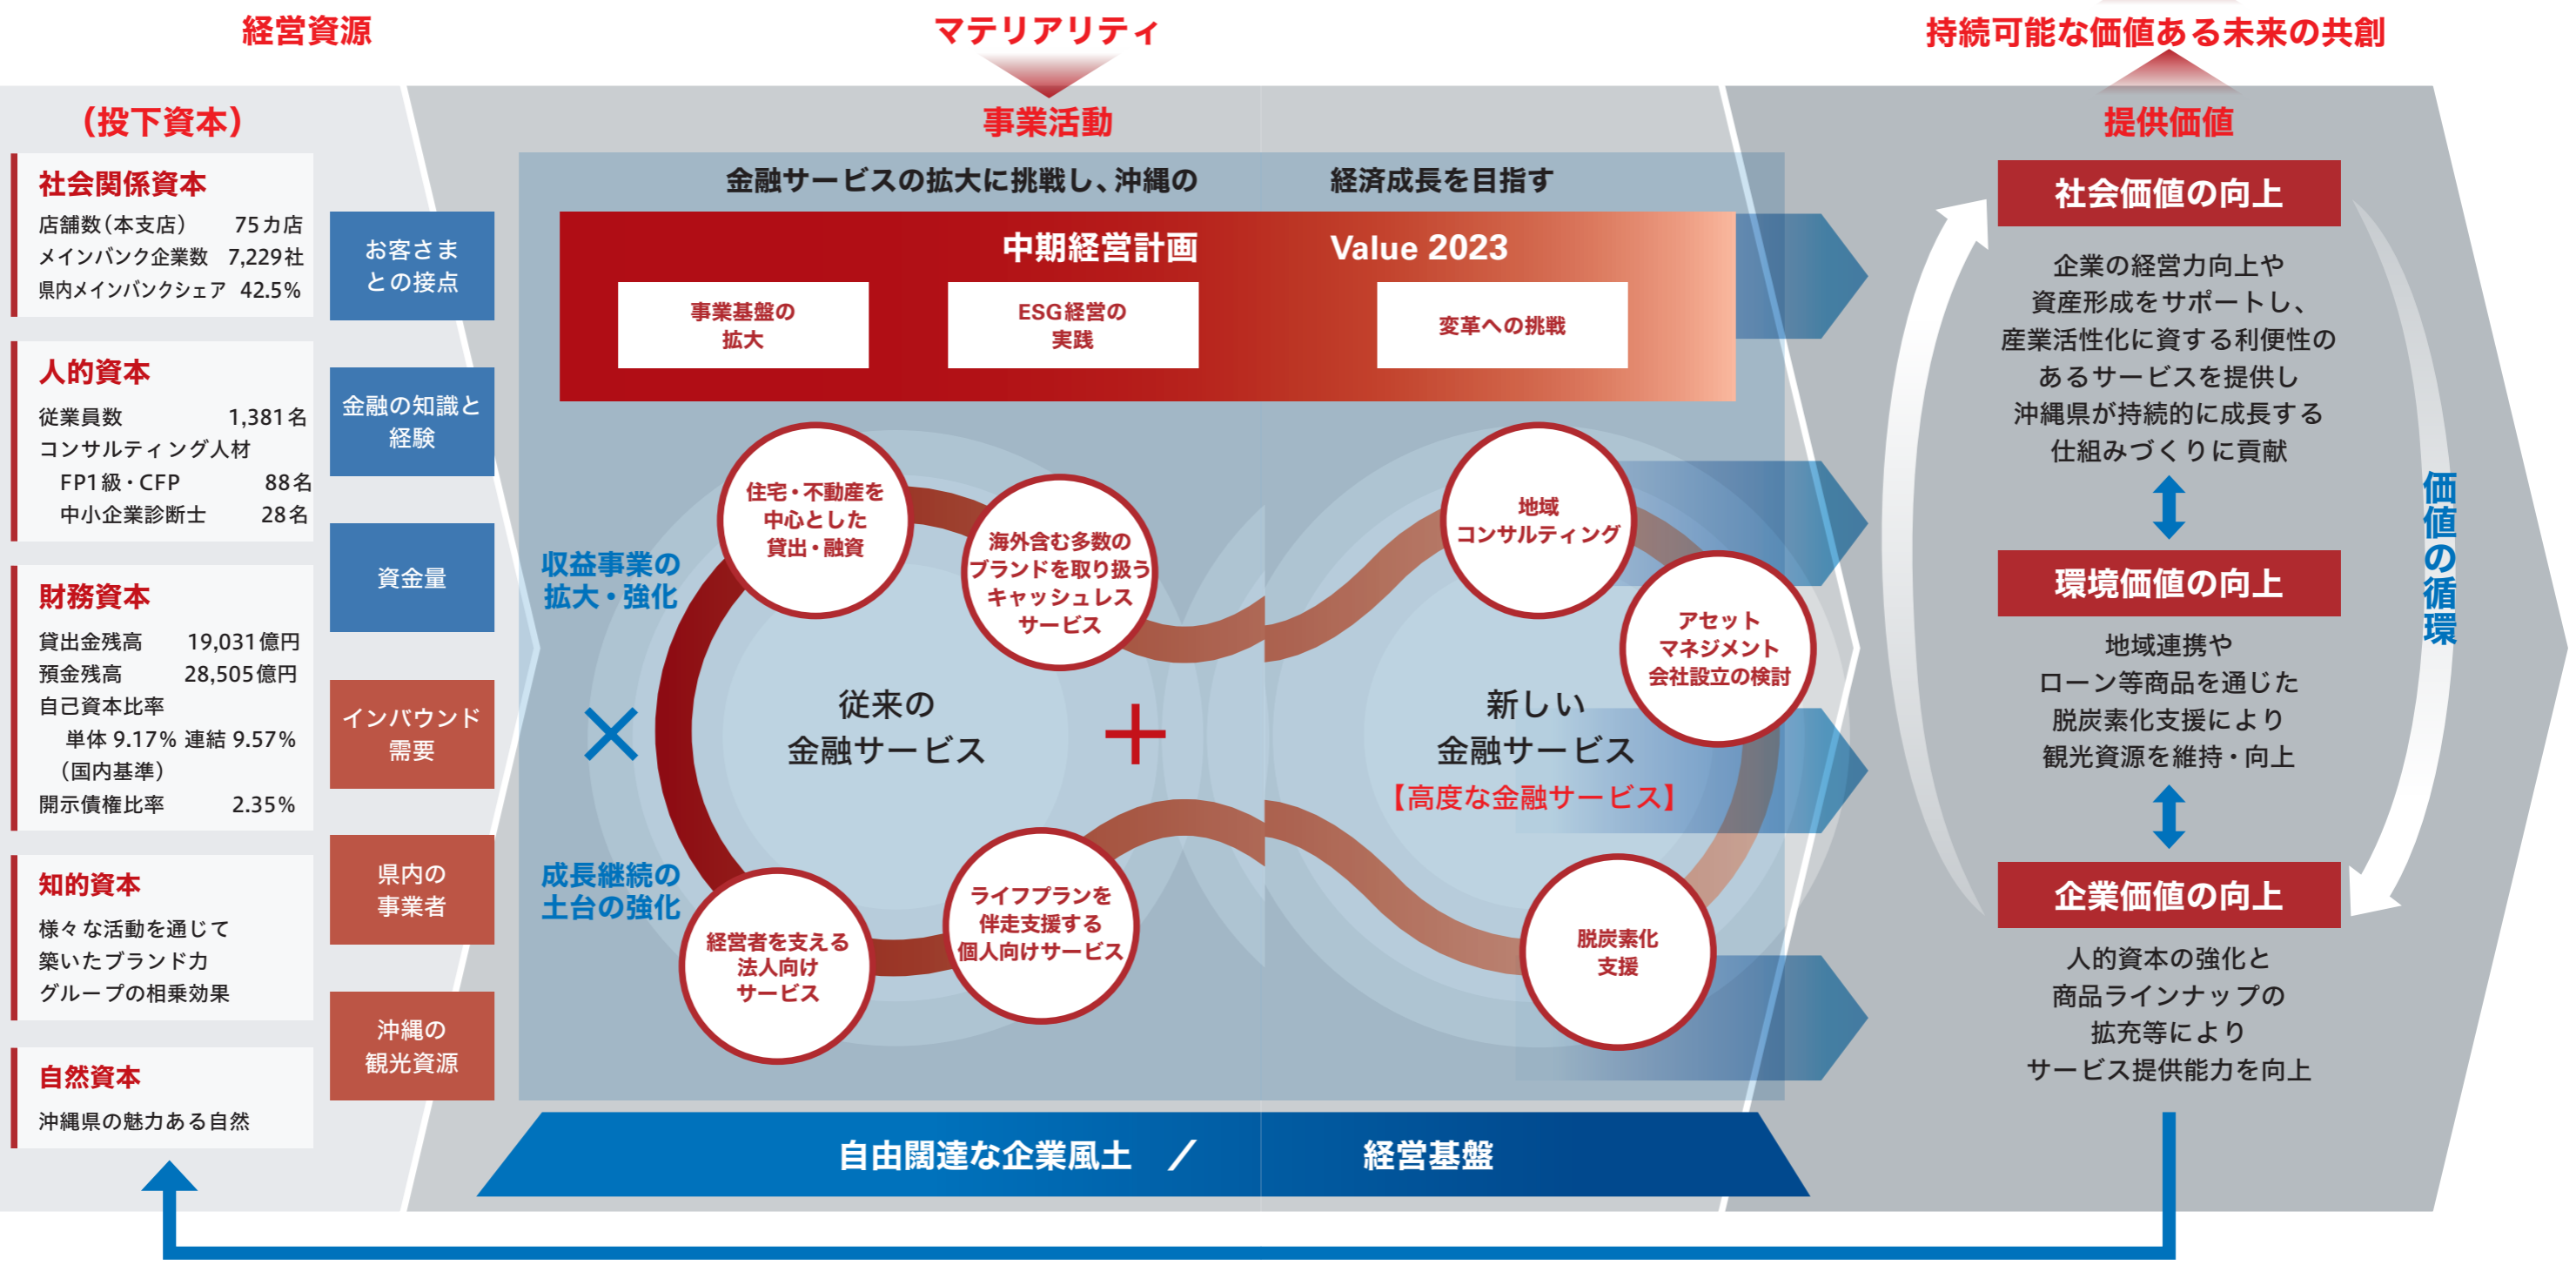 経営資源
マテリアリティ
持続可能な価値ある未来の共創
（投下資本）
事業活動
提供価値
社会関係資本
店舗数（本支店） 75カ店
メインバンク企業数 7,229社
県内メインバンクシェア 42.5%
人的資本
従業員数 1,381名
コンサルティング人材
FP1級・CFP 88名
中小企業診断士 28名
財務資本
貸出金残高 19,031億円
預金残高 28,505億円
自己資本比率
単体 9.17% 連結 9.57%
（国内基準）
開示債権比率 2.35%
知的資本
様々な活動を通じて
築いたブランド力
グループの相乗効果
自然資本
沖縄県の魅力ある自然
お客さま
との接点
金融の知識と
経験
資金量
インバウンド
需要
県内の
事業者
沖縄の
観光資源
金融サービスの拡大に挑戦し、沖縄の 経済成長を目指す
中期経営計画 Value 2023
事業基盤の
拡大
ESG経営の
実践
変革への挑戦
収益事業の
拡大・強化
×
成長継続の
土台の強化
住宅・不動産を
中心とした
貸出・融資
海外含む多数の
ブランドを取り扱う
キャッシュレス
サービス
従来の
金融サービス
＋
経営者を支える
法人向け
サービス
ライフプランを
伴走支援する
個人向けサービス
地域
コンサルティング
アセット
マネジメント
会社設立の検討
新しい
金融サービス
【高度な金融サービス】
脱炭素化
支援
自由闊達な企業風土 ／ 経営基盤
社会価値の向上
企業の経営力向上や
資産形成をサポートし、
産業活性化に資する利便性の
あるサービスを提供し
沖縄県が持続的に成長する
仕組みづくりに貢献
環境価値の向上
地域連携や
ローン等商品を通じた
脱炭素化支援により
観光資源を維持・向上
企業価値の向上
人的資本の強化と
商品ラインナップの
拡充等により
サービス提供能力を向上
価値の循環